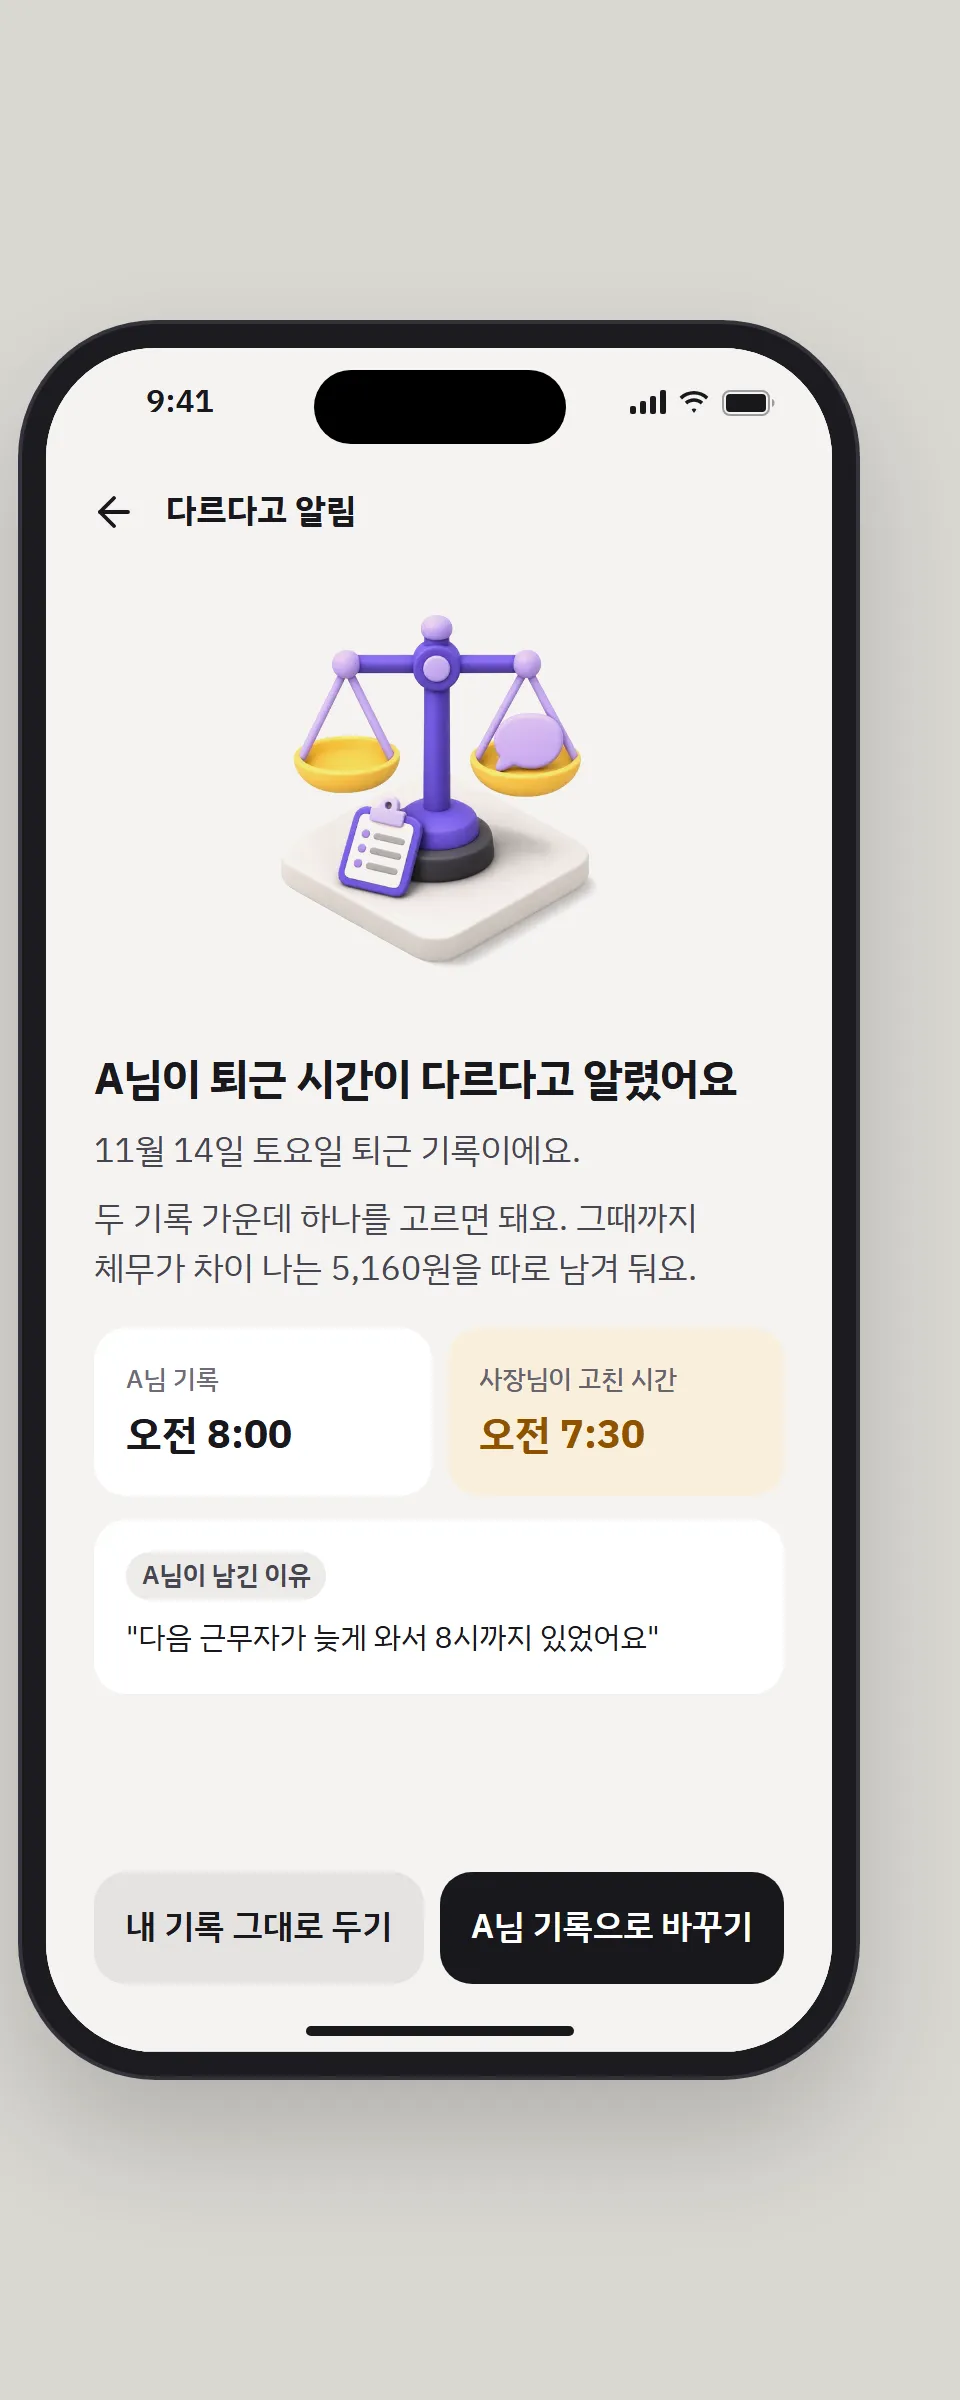 9:41
다르다고 알림
A님이 퇴근 시간이 다르다고 알렸어요
11월 14일 토요일 퇴근 기록이에요.
두 기록 가운데 하나를 고르면 돼요. 그때까지
체무가 차이 나는 5,160원을 따로 남겨 둬요.
A님 기록
오전 8:00
사장님이 고친 시간
오전 7:30
A님이 남긴 이유
"다음 근무자가 늦게 와서 8시까지 있었어요"
내 기록 그대로 두기
A님 기록으로 바꾸기